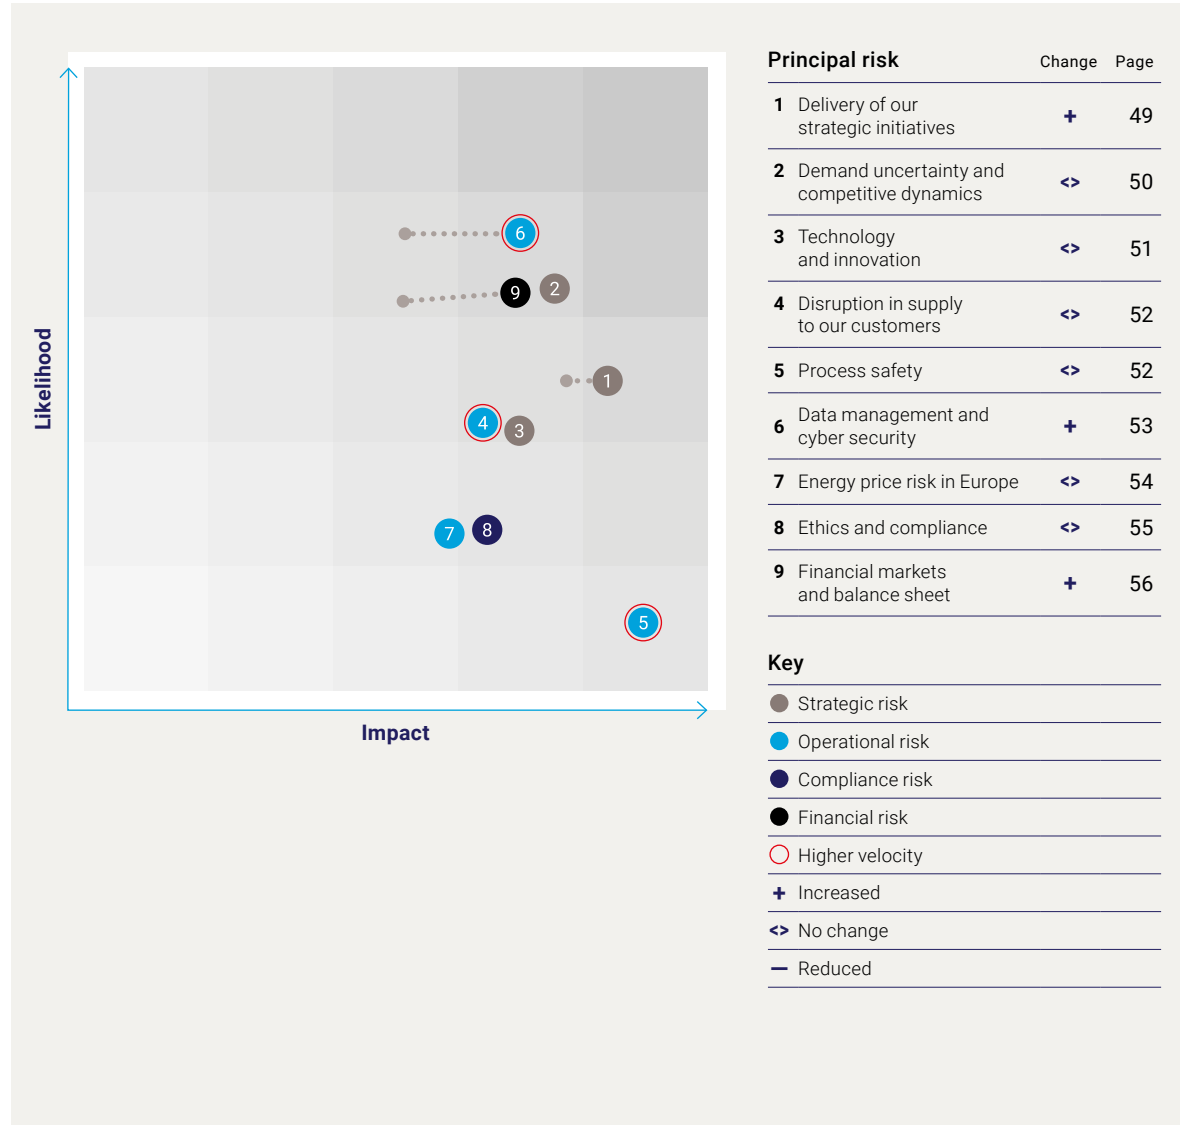 Likelihood
6
9
2
1
4
3
7
8
5
Impact
Principal risk Change Page
1 Delivery of our
strategic initiatives + 49
2 Demand uncertainty and
competitive dynamics <> 50
3 Technology
and innovation <> 51
4 Disruption in supply
to our customers <> 52
5 Process safety <> 52
6 Data management and
cyber security + 53
7 Energy price risk in Europe <> 54
8 Ethics and compliance <> 55
9 Financial markets
and balance sheet + 56
Key
Strategic risk
Operational risk
Compliance risk
Financial risk
Higher velocity
+ Increased
<> No change
— Reduced